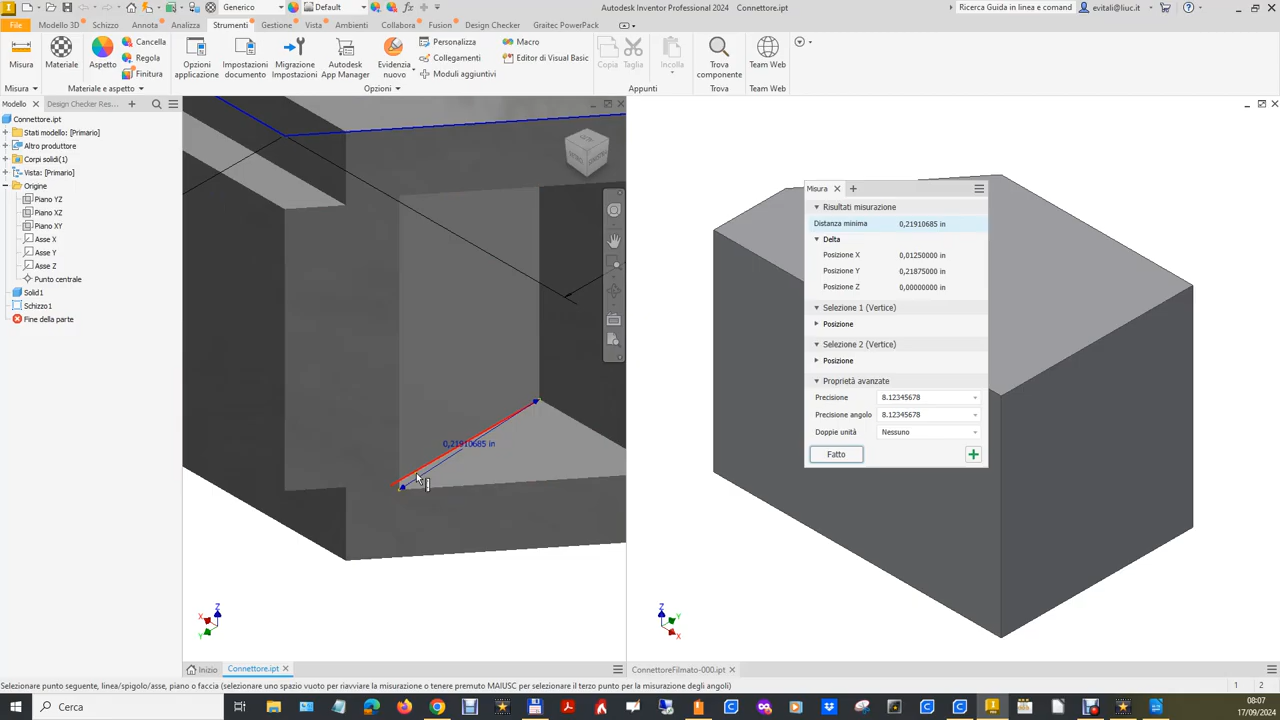 Generico
Default
Autodesk Inventor Professional 2024  Connettore.ipt
Ricerca Guida in linea e comand
evitali@liuc.it
File
Modello 3D
Schizzo
Annota
Analizza
Strumenti
Gestione
Vista
Ambienti
Collabora
Fusion
Design Checker
Graitec PowerPack
Misura
Materiale
Aspetto
Cancella
Regola
Finitura
Opzioni applicazione
Impostazioni documento
Migrazione Impostazioni
Autodesk App Manager
Evidenzia nuovo
Personalizza
Collegamenti
Moduli aggiuntivi
Macro
Editor di Visual Basic
Copia
Taglia
Incolla
Trova componente
Team Web
Misura
Materiale e aspetto
Opzioni
Appunti
Trova
Team Web
Modello
Design Checker Res...
Connettore.ipt
Stati modello: [Primario]
Altro produttore
Corpi solidi(1)
Vista: [Primario]
Origine
Piano YZ
Piano XZ
Piano XY
Asse X
Asse Y
Asse Z
Punto centrale
Solid1
Schizzo1
Fine della parte
0,21910685 in
X
Y
Z
Z
Y
X
Misura
Risultati misurazione
Distanza minima 0,21910685 in
Delta
Posizione X 0,01250000 in
Posizione Y 0,21875000 in
Posizione Z 0,00000000 in
Selezione 1 (Vertice)
Posizione
Selezione 2 (Vertice)
Posizione
Proprietà avanzate
Precisione 8.12345678
Precisione angolo 8.12345678
Doppie unità Nessuno
Fatto
Inizio
Connettore.ipt
ConnettoreFilmato-000.ipt
Selezionare punto seguente, linea/spigolo/asse, piano o faccia (selezionare uno spazio vuoto per riavviare la misurazione o tenere premuto MAIUSC per selezionare il terzo punto per la misurazione degli angoli)
1
2
Cerca
08:07
17/09/2024